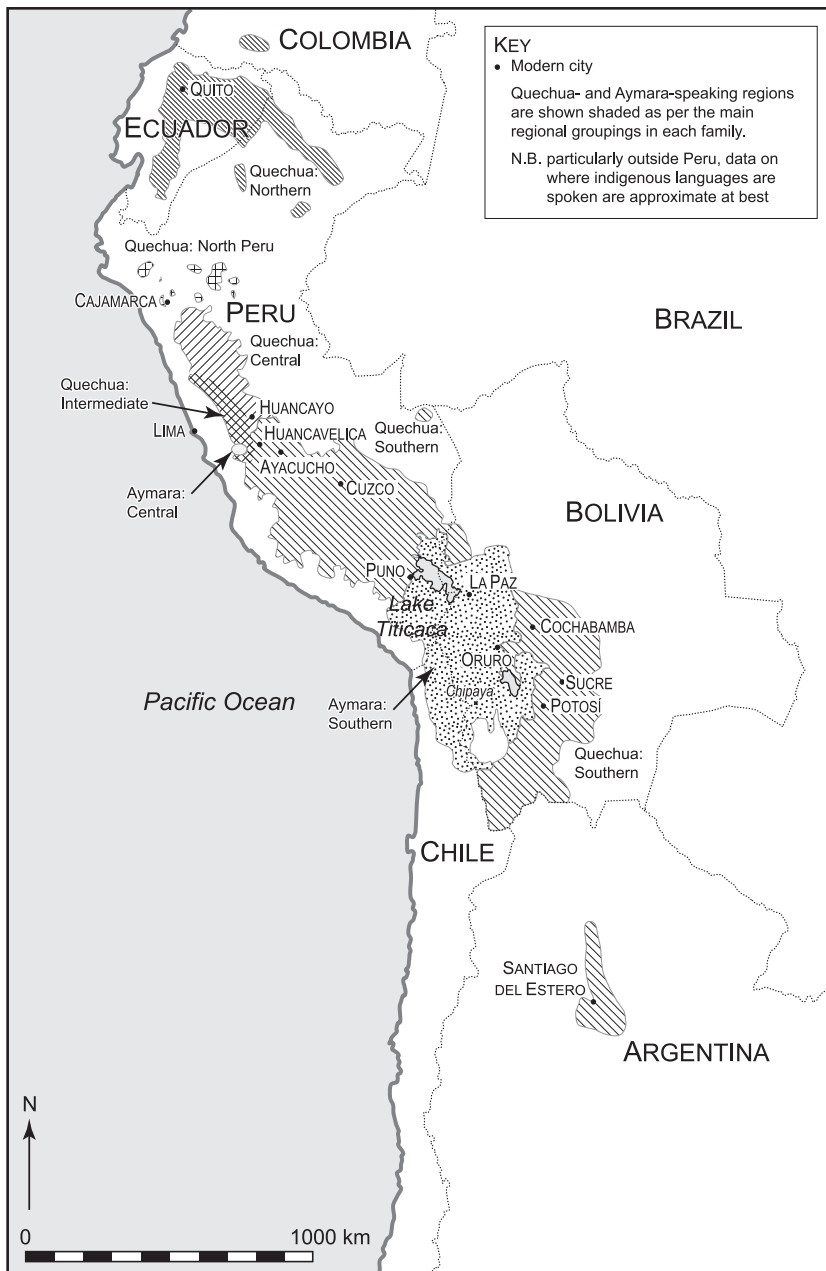 COLOMBIA
KEY
• Modern city
Quechua- and Aymara-speaking regions
are shown shaded as per the main
regional groupings in each family.
N.B. particularly outside Peru, data on
where indigenous languages are
spoken are approximate at best
QUITO
ECUADOR
Quechua:
Northern
Quechua: North Peru
CAJAMARCA
PERU
BRAZIL
Quechua:
Central
Quechua:
Intermediate
HUANCAYO
LIMA
HUANCAVELICA
Quechua:
Southern
AYACUCHO
Aymara:
Central
CUZCO
BOLIVIA
PUNO
LA PAZ
Lake
Titicaca
COCHABAMBA
ORURO
Chipaya
SUCRE
POTOSÍ
Pacific Ocean
Aymara:
Southern
Quechua:
Southern
CHILE
SANTIAGO
DEL ESTERO
ARGENTINA
N
0 1000 km